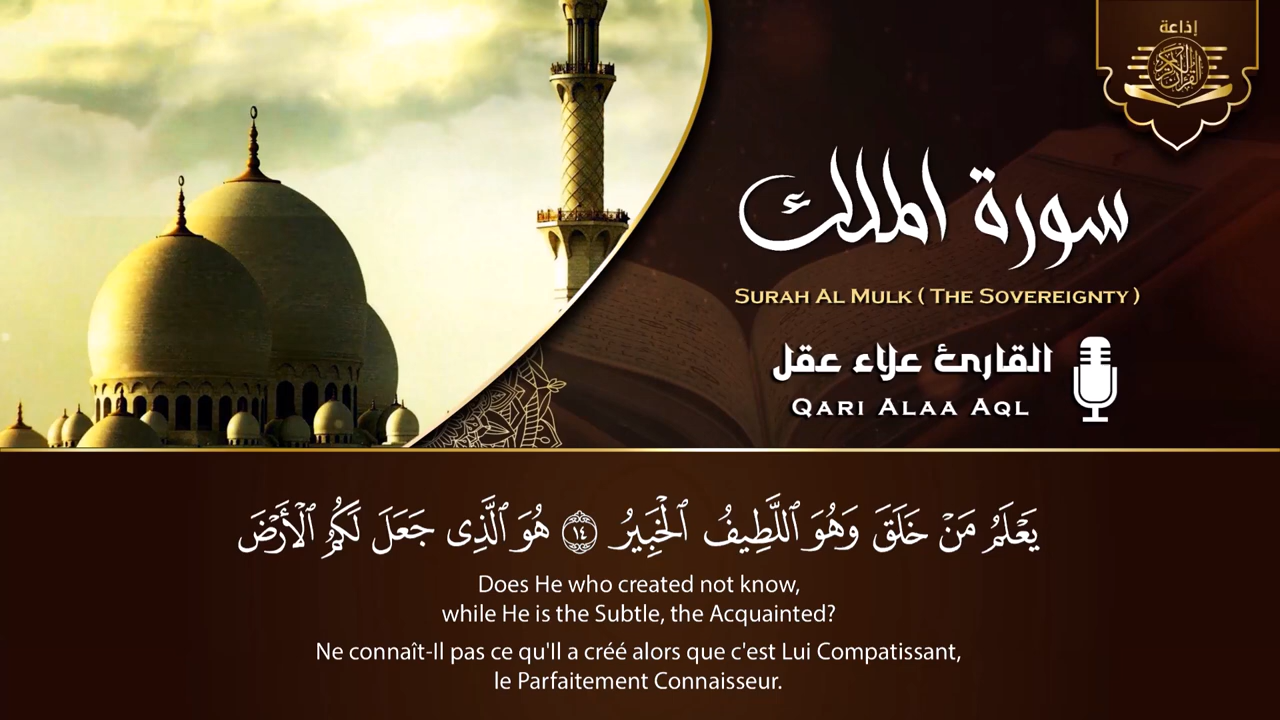 إذاعة
القرآن الكريم
سورة الملك
SURAH AL MULK ( THE SOVEREIGNTY )
القارئ علاء عقل
QARI ALAA AQL
يَعْلَمُ مَنْ خَلَقَ وَهُوَ ٱللَّطِيفُ ٱلْخَبِيرُ ١٤ هُوَ ٱلَّذِى جَعَلَ لَكُمُ ٱلْأَرْضَ
Does He who created not know,
while He is the Subtle, the Acquainted?
Ne connaît-Il pas ce qu'Il a créé alors que c'est Lui Compatissant,
le Parfaitement Connaisseur.